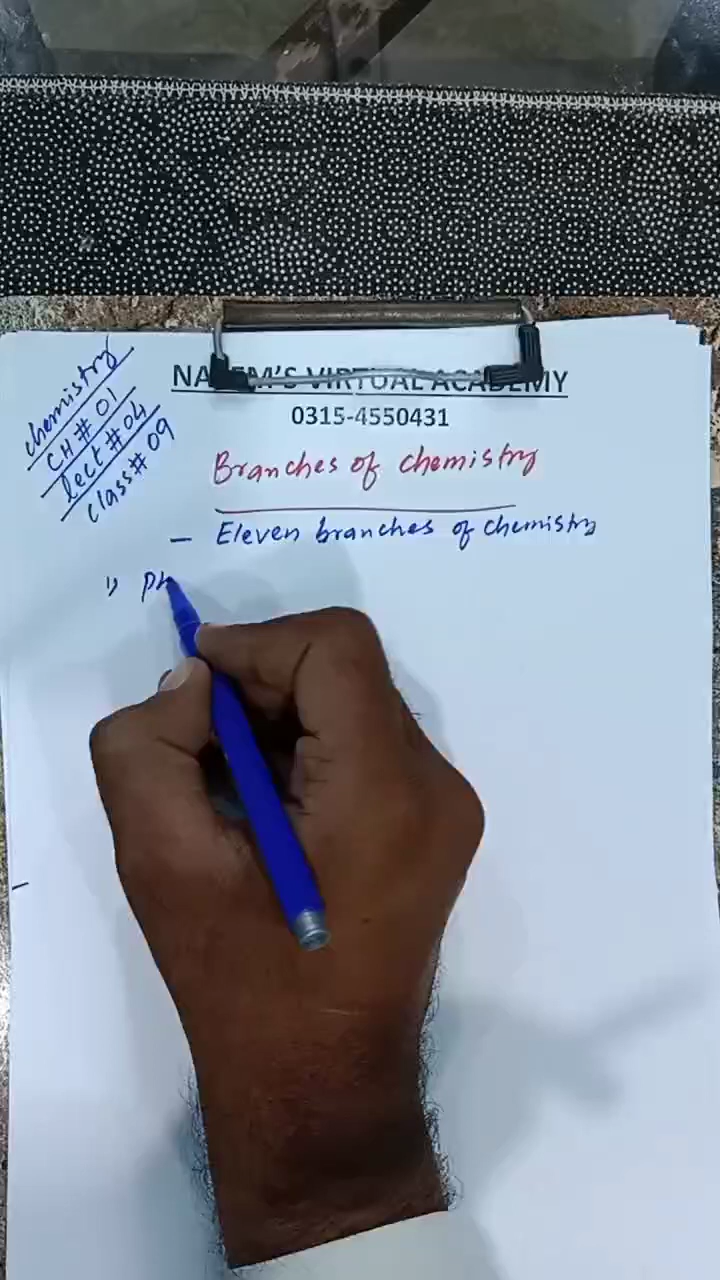 chemistry
CH # 01
lect # 04
class # 09
NAEEM'S VIRTUAL ACADEMY
0315-4550431
Branches of chemistry
– Eleven branches of chemistry
1) Ph